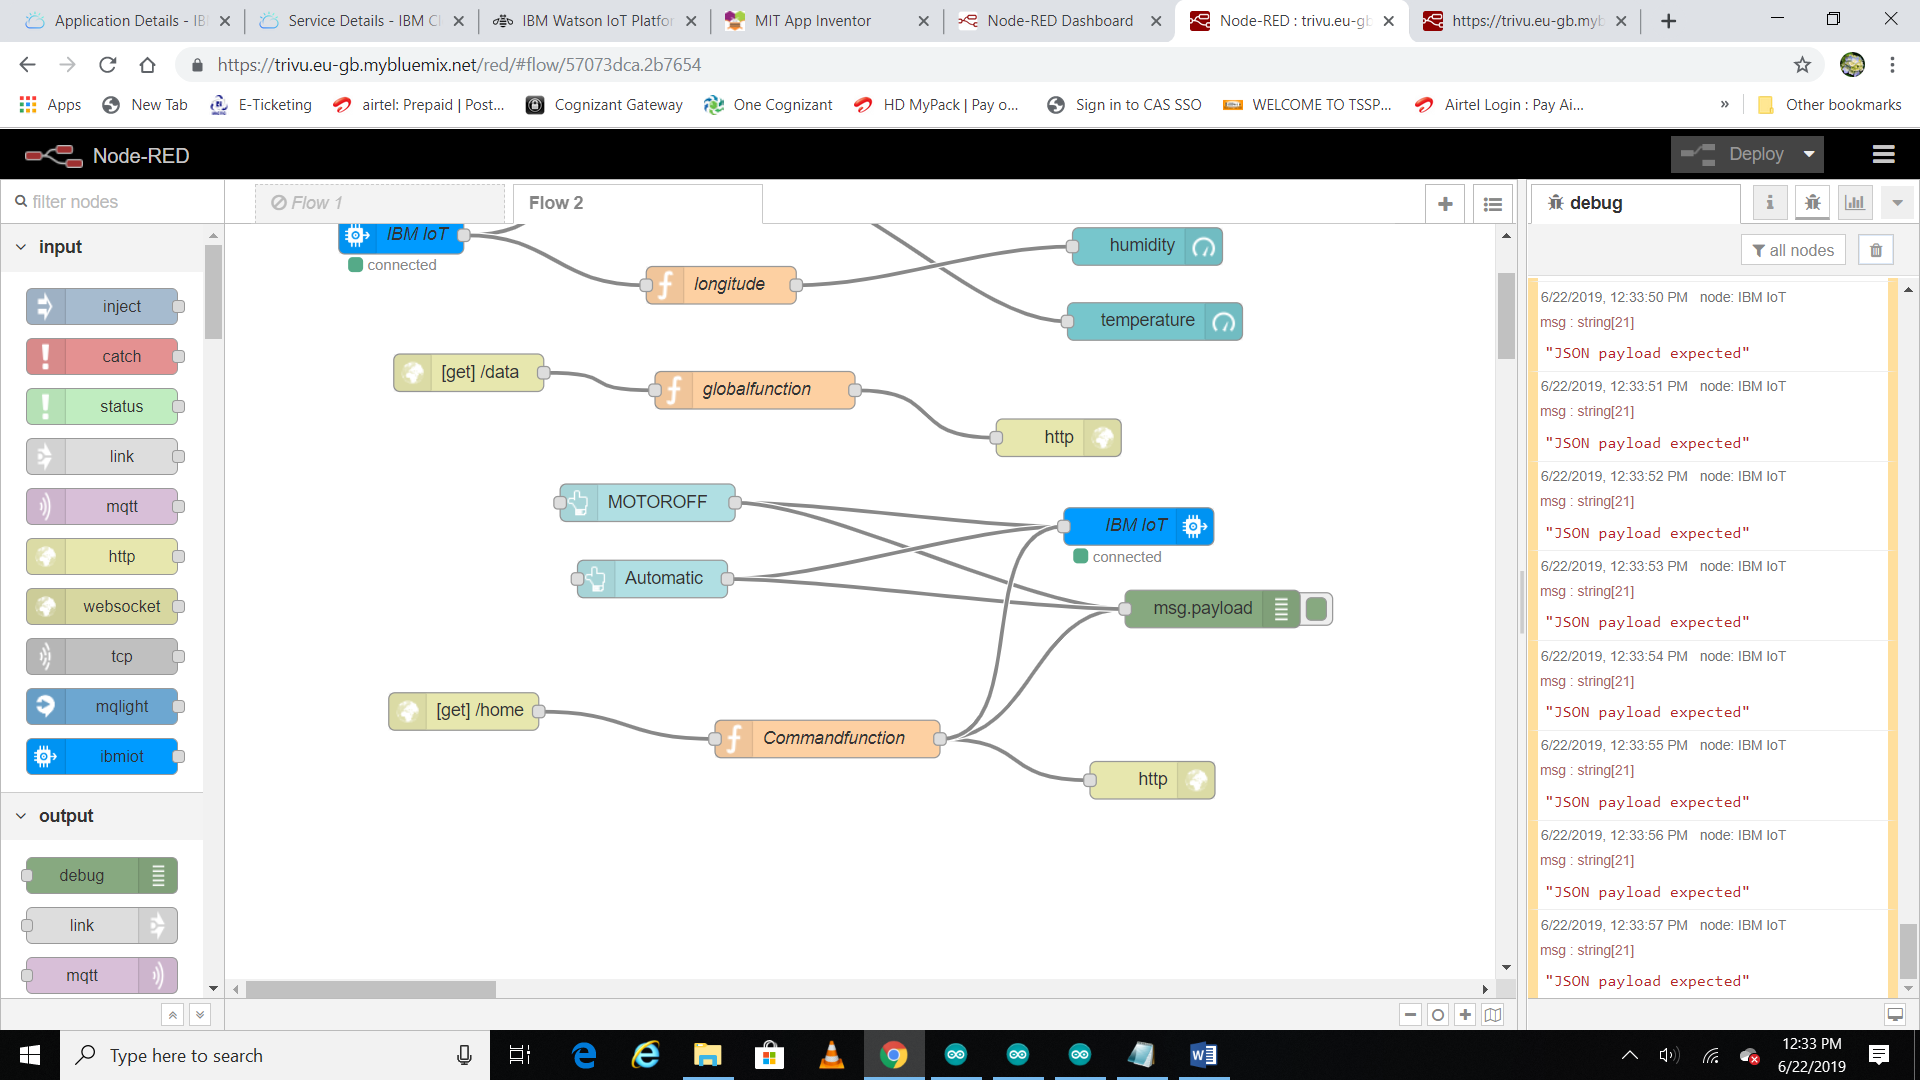 Application Details - IB
Service Details - IBM Cl
IBM Watson IoT Platfor
MIT App Inventor
Node-RED Dashboard
Node-RED : trivu.eu-gb
https://trivu.eu-gb.myb
https://trivu.eu-gb.mybluemix.net/red/#flow/57073dca.2b7654
Apps
New Tab
E-Ticketing
airtel: Prepaid | Post...
Cognizant Gateway
One Cognizant
HD MyPack | Pay o...
Sign in to CAS SSO
WELCOME TO TSSP...
Airtel Login : Pay Ai...
»
Other bookmarks
Node-RED
Deploy
filter nodes
input
inject
catch
status
link
mqtt
http
websocket
tcp
mqlight
ibmiot
output
debug
link
mqtt
Flow 1
Flow 2
IBM IoT
connected
longitude
humidity
temperature
[get] /data
globalfunction
http
MOTOROFF
Automatic
IBM IoT
connected
msg.payload
[get] /home
Commandfunction
http
debug
i
all nodes
6/22/2019, 12:33:50 PM node: IBM IoT
msg : string[21]
"JSON payload expected"
6/22/2019, 12:33:51 PM node: IBM IoT
msg : string[21]
"JSON payload expected"
6/22/2019, 12:33:52 PM node: IBM IoT
msg : string[21]
"JSON payload expected"
6/22/2019, 12:33:53 PM node: IBM IoT
msg : string[21]
"JSON payload expected"
6/22/2019, 12:33:54 PM node: IBM IoT
msg : string[21]
"JSON payload expected"
6/22/2019, 12:33:55 PM node: IBM IoT
msg : string[21]
"JSON payload expected"
6/22/2019, 12:33:56 PM node: IBM IoT
msg : string[21]
"JSON payload expected"
6/22/2019, 12:33:57 PM node: IBM IoT
msg : string[21]
"JSON payload expected"
Type here to search
12:33 PM
6/22/2019